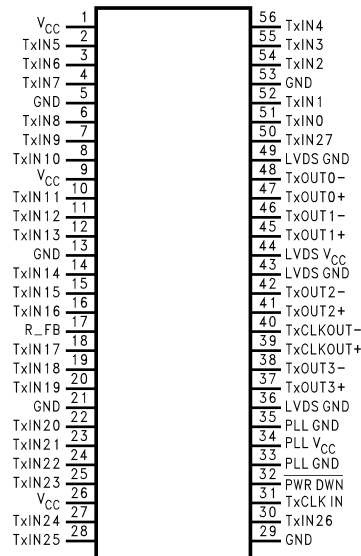 VCC 1 56 TxIN4
TxIN5 2 55 TxIN3
TxIN6 3 54 TxIN2
TxIN7 4 53 GND
GND 5 52 TxIN1
TxIN8 6 51 TxIN0
TxIN9 7 50 TxIN27
TxIN10 8 49 LVDS GND
VCC 9 48 TxOUT0-
TxIN11 10 47 TxOUT0+
TxIN12 11 46 TxOUT1-
TxIN13 12 45 TxOUT1+
GND 13 44 LVDS VCC
TxIN14 14 43 LVDS GND
TxIN15 15 42 TxOUT2-
TxIN16 16 41 TxOUT2+
R_FB 17 40 TxCLKOUT-
TxIN17 18 39 TxCLKOUT+
TxIN18 19 38 TxOUT3-
TxIN19 20 37 TxOUT3+
GND 21 36 LVDS GND
TxIN20 22 35 PLL GND
TxIN21 23 34 PLL VCC
TxIN22 24 33 PLL GND
TxIN23 25 32 PWR DWN
VCC 26 31 TxCLK IN
TxIN24 27 30 TxIN26
TxIN25 28 29 GND